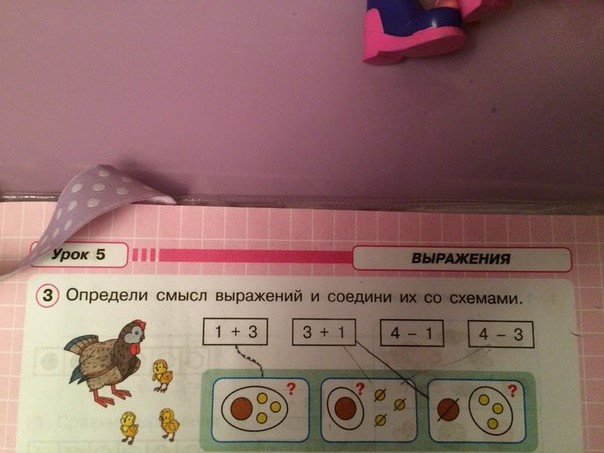 Урок 5
ВЫРАЖЕНИЯ
3 Определи смысл выражений и соедини их со схемами.
1 + 3 3 + 1 4 − 1 4 − 3
? ? ?